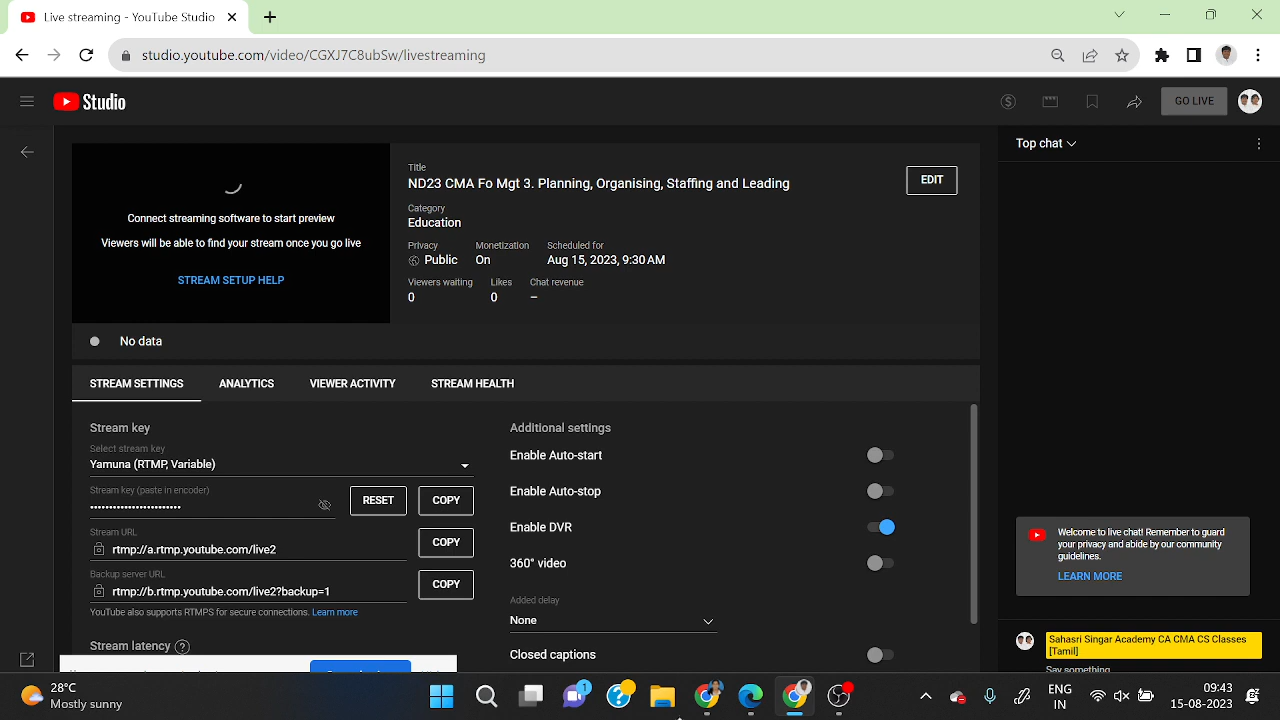 Live streaming - YouTube Studio
studio.youtube.com/video/CGXJ7C8ubSw/livestreaming
Studio
GO LIVE
Connect streaming software to start preview
Viewers will be able to find your stream once you go live
STREAM SETUP HELP
Title
ND23 CMA Fo Mgt 3. Planning, Organising, Staffing and Leading
EDIT
Category
Education
Privacy Monetization Scheduled for
Public On Aug 15, 2023, 9:30 AM
Viewers waiting Likes Chat revenue
0 0 –
No data
STREAM SETTINGS ANALYTICS VIEWER ACTIVITY STREAM HEALTH
Stream key
Select stream key
Yamuna (RTMP, Variable)
Stream key (paste in encoder)
••••••••••••••••••••••••
RESET COPY
Stream URL
rtmp://a.rtmp.youtube.com/live2
COPY
Backup server URL
rtmp://b.rtmp.youtube.com/live2?backup=1
COPY
YouTube also supports RTMPS for secure connections. Learn more
Stream latency ?
Additional settings
Enable Auto-start
Enable Auto-stop
Enable DVR
360° video
Added delay
None
Closed captions
Top chat
Welcome to live chat! Remember to guard
your privacy and abide by our community
guidelines.
LEARN MORE
Sahasri Singar Academy CA CMA CS Classes
[Tamil]
Say something
28°C
Mostly sunny
1
ENG
IN
09:43
15-08-2023